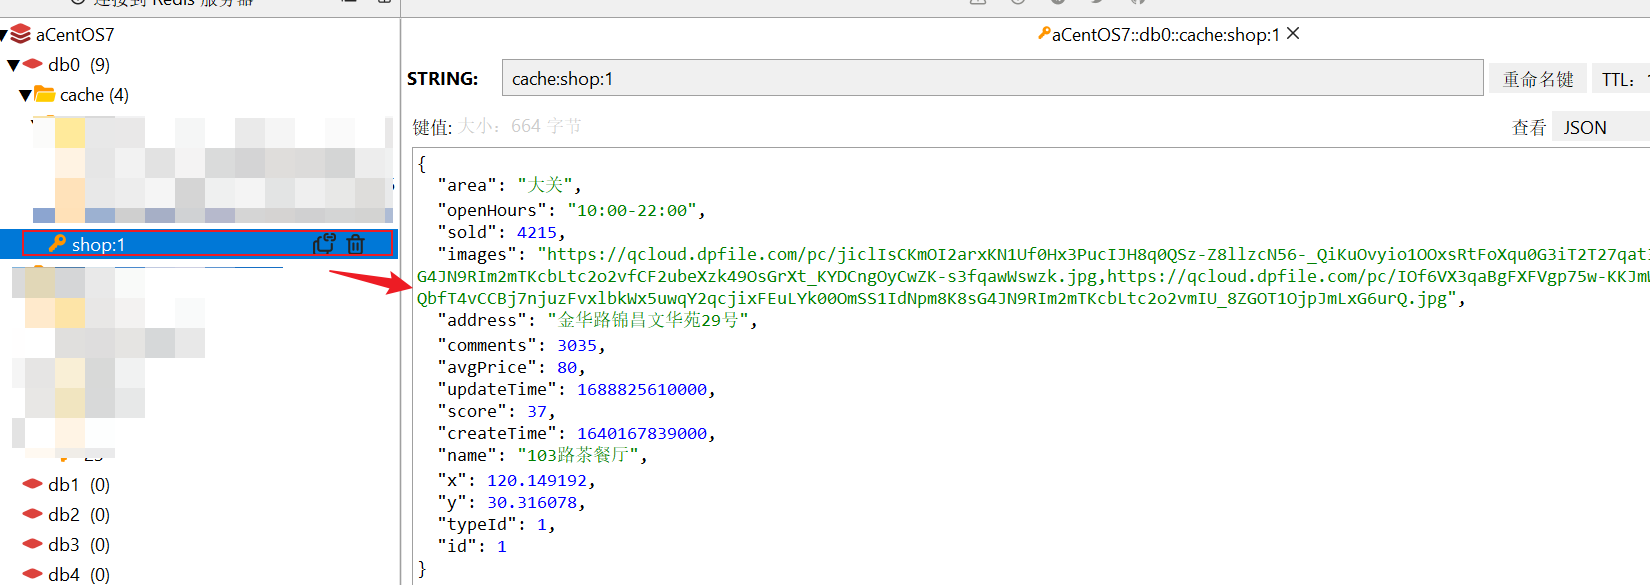 aCentOS7
db0 (9)
cache (4)
shop:1
db1 (0)
db2 (0)
db3 (0)
db4 (0)
aCentOS7::db0::cache:shop:1
STRING:
cache:shop:1
重命名键
TTL:
键值: 大小: 664 字节
查看
JSON
{
"area": "大关",
"openHours": "10:00-22:00",
"sold": 4215,
"images": "https://qcloud.dpfile.com/pc/jiclIsCKmOI2arxKN1Uf0Hx3PucIJH8q0QSz-Z8llzcN56-_QiKuOvyio1OOxsRtFoXqu0G3iT2T27qat
G4JN9RIm2mTKcbLtc2o2vfCF2ubeXzk49OsGrXt_KYDCngOyCwZK-s3fqawWswzk.jpg,https://qcloud.dpfile.com/pc/IOf6VX3qaBgFXFVgp75w-KKJm
QbfT4vCCBj7njuzFvxlbkWx5uwqY2qcjixFEuLYk00OmSS1IdNpm8K8sG4JN9RIm2mTKcbLtc2o2vmIU_8ZGOT1OjpJmLxG6urQ.jpg",
"address": "金华路锦昌文华苑29号",
"comments": 3035,
"avgPrice": 80,
"updateTime": 1688825610000,
"score": 37,
"createTime": 1640167839000,
"name": "103路茶餐厅",
"x": 120.149192,
"y": 30.316078,
"typeId": 1,
"id": 1
}